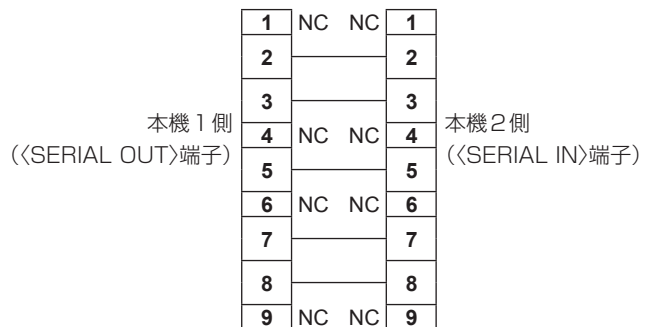 1 NC NC 1
2 2
3 3
本機1側
(〈SERIAL OUT〉端子)
4 NC NC 4
本機2側
(〈SERIAL IN〉端子)
5 5
6 NC NC 6
7 7
8 8
9 NC NC 9